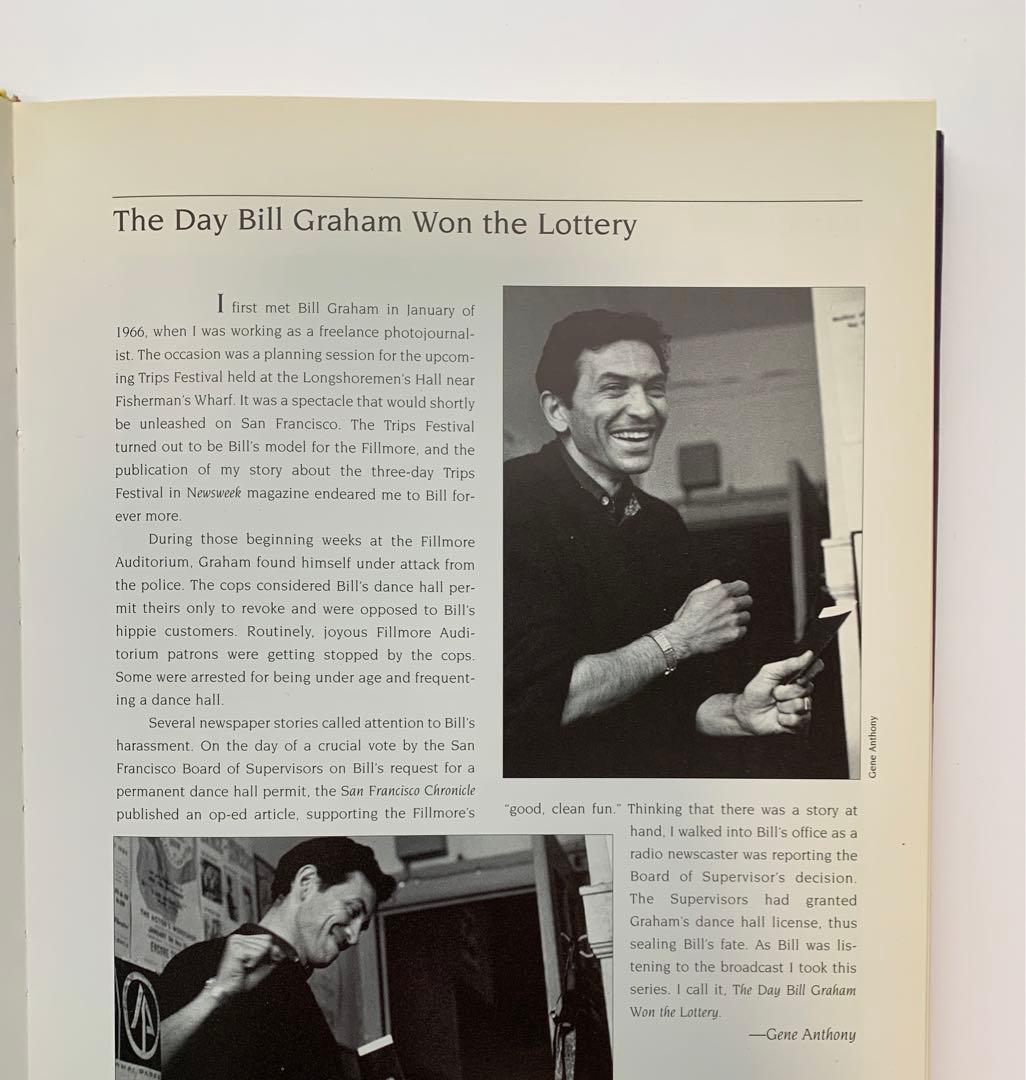 The Day Bill Graham Won the Lottery
I first met Bill Graham in January of
1966, when I was working as a freelance photojournal-
ist. The occasion was a planning session for the upcom-
ing Trips Festival held at the Longshoremen's Hall near
Fisherman's Wharf. It was a spectacle that would shortly
be unleashed on San Francisco. The Trips Festival
turned out to be Bill's model for the Fillmore, and the
publication of my story about the three-day Trips
Festival in Newsweek magazine endeared me to Bill for-
ever more.
During those beginning weeks at the Fillmore
Auditorium, Graham found himself under attack from
the police. The cops considered Bill's dance hall per-
mit theirs only to revoke and were opposed to Bill's
hippie customers. Routinely, joyous Fillmore Audi-
torium patrons were getting stopped by the cops.
Some were arrested for being under age and frequent-
ing a dance hall.
Several newspaper stories called attention to Bill's
harassment. On the day of a crucial vote by the San
Francisco Board of Supervisors on Bill's request for a
permanent dance hall permit, the San Francisco Chronicle
published an op-ed article, supporting the Fillmore's
"good, clean fun." Thinking that there was a story at
hand, I walked into Bill's office as a
radio newscaster was reporting the
Board of Supervisor's decision.
The Supervisors had granted
Graham's dance hall license, thus
sealing Bill's fate. As Bill was lis-
tening to the broadcast I took this
series. I call it, The Day Bill Graham
Won the Lottery.
—Gene Anthony
Gene Anthony
THE ACTOR'S WORKSHOP